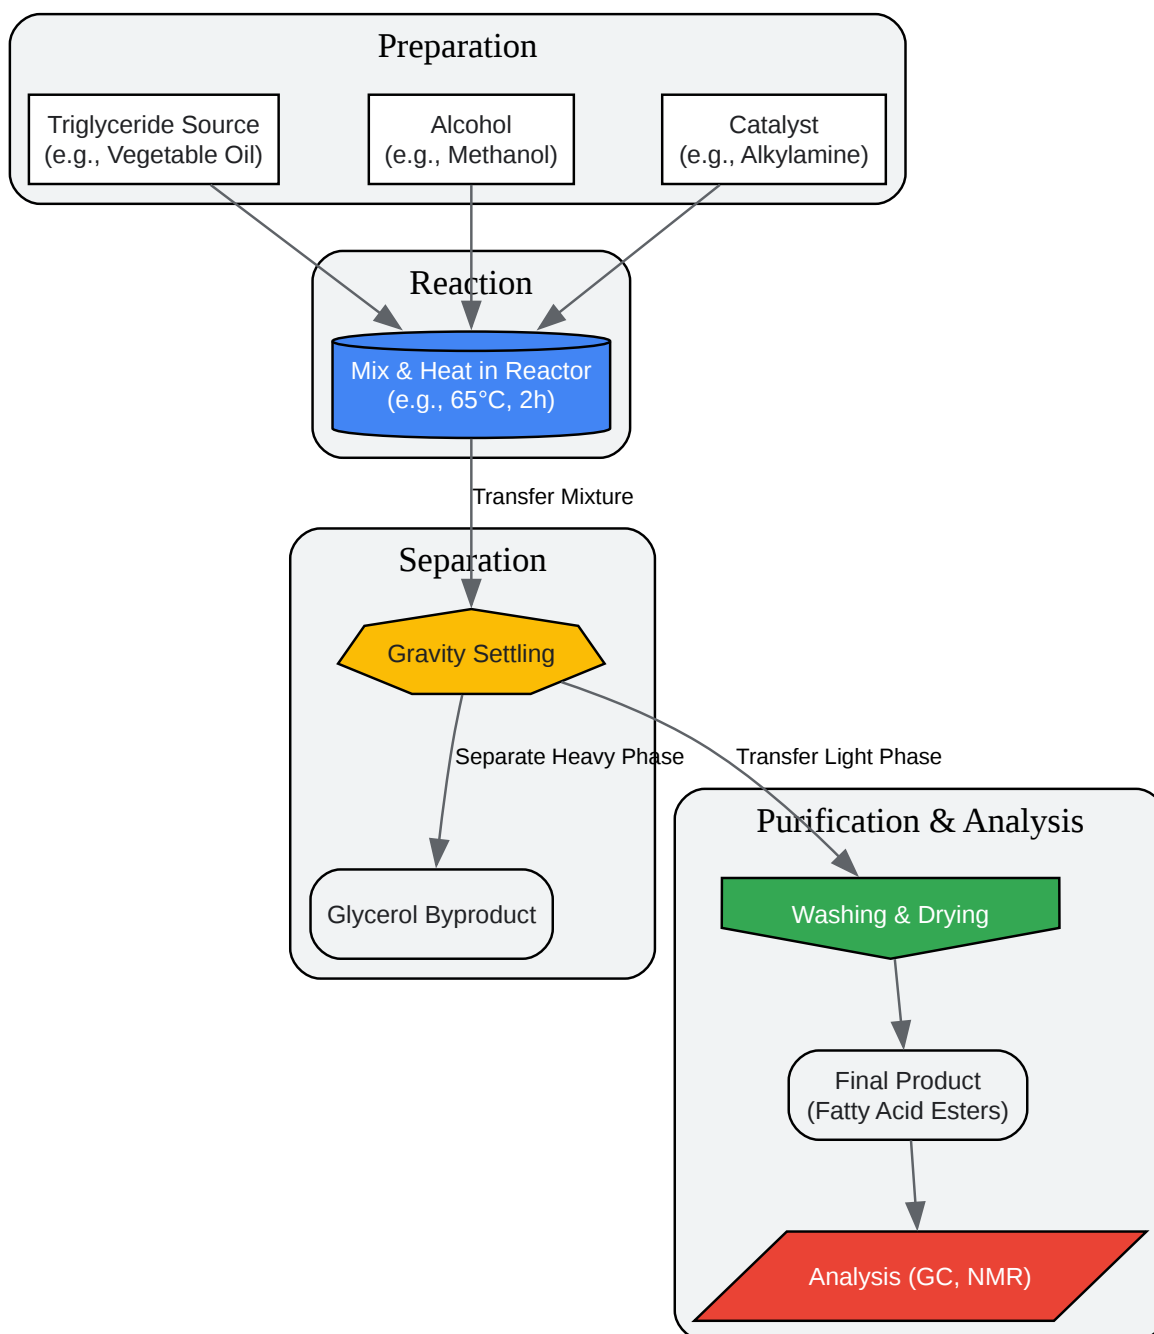 Preparation
Triglyceride Source
(e.g., Vegetable Oil)
Alcohol
(e.g., Methanol)
Catalyst
(e.g., Alkylamine)
Reaction
Mix & Heat in Reactor
(e.g., 65°C, 2h)
Transfer Mixture
Separation
Gravity Settling
Separate Heavy Phase
Transfer Light Phase
Purification & Analysis
Glycerol Byproduct
Washing & Drying
Final Product
(Fatty Acid Esters)
Analysis (GC, NMR)